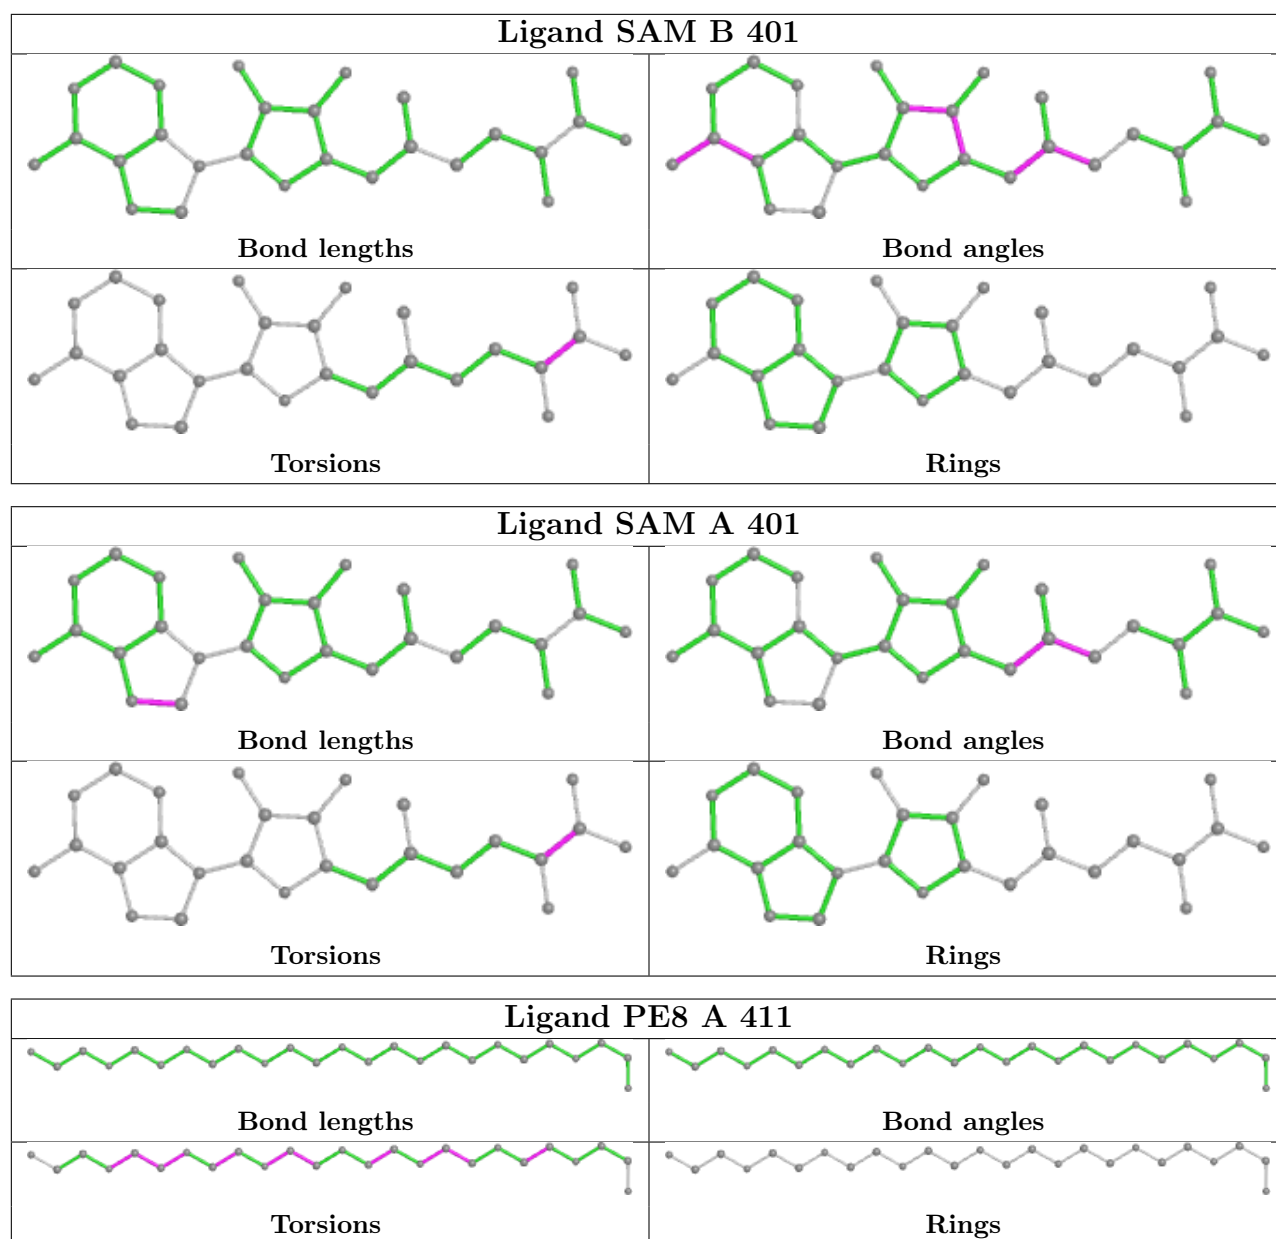 Ligand SAM B 401
Bond lengths Bond angles
Torsions Rings
Ligand SAM A 401
Bond lengths Bond angles
Torsions Rings
Ligand PE8 A 411
Bond lengths Bond angles
Torsions Rings